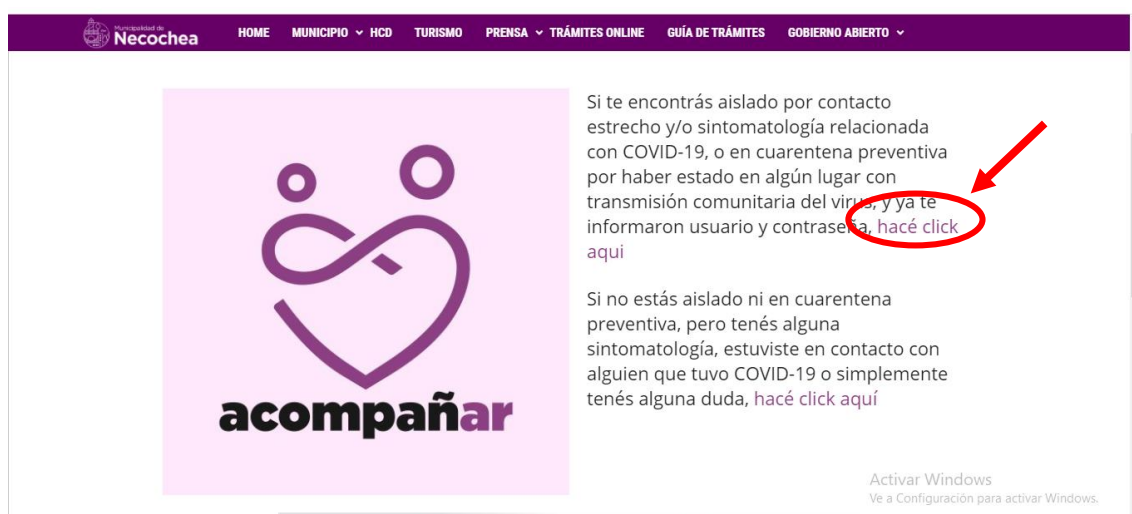 Municipalidad de
Necochea
HOME MUNICIPIO HCD TURISMO PRENSA TRÁMITES ONLINE GUÍA DE TRÁMITES GOBIERNO ABIERTO
Si te encontrás aislado por contacto
estrecho y/o sintomatología relacionada
con COVID-19, o en cuarentena preventiva
por haber estado en algún lugar con
transmisión comunitaria del virus, y ya te
informaron usuario y contraseña, hacé click
aqui
Si no estás aislado ni en cuarentena
preventiva, pero tenés alguna
sintomatología, estuviste en contacto con
alguien que tuvo COVID-19 o simplemente
tenés alguna duda, hacé click aquí
acompañar
Activar Windows
Ve a Configuración para activar Windows.